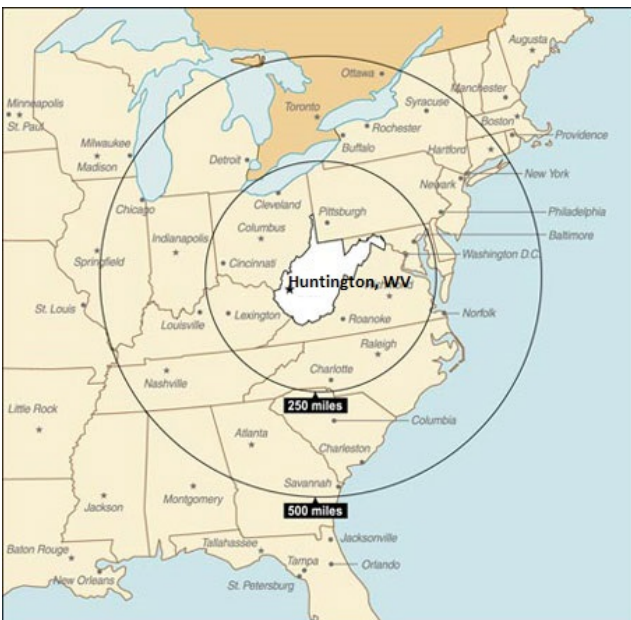 Augusta
Ottawa
Minneapolis
St. Paul
Manchester
Toronto
Syracuse
Boston
Rochester
Providence
Milwaukee
Madison
Buffalo
Hartford
Detroit
New York
Newark
Chicago
Cleveland
Pittsburgh
Philadelphia
Columbus
Indianapolis
Baltimore
Springfield
Cincinnati
Washington D.C.
Huntington, WV
St. Louis
Louisville
Lexington
Roanoke
Norfolk
Raleigh
Nashville
Charlotte
250 miles
Little Rock
Columbia
Atlanta
Charleston
Savannah
Jackson
Montgomery
500 miles
Jacksonville
Baton Rouge
Tallahassee
Tampa
Orlando
New Orleans
St. Petersburg